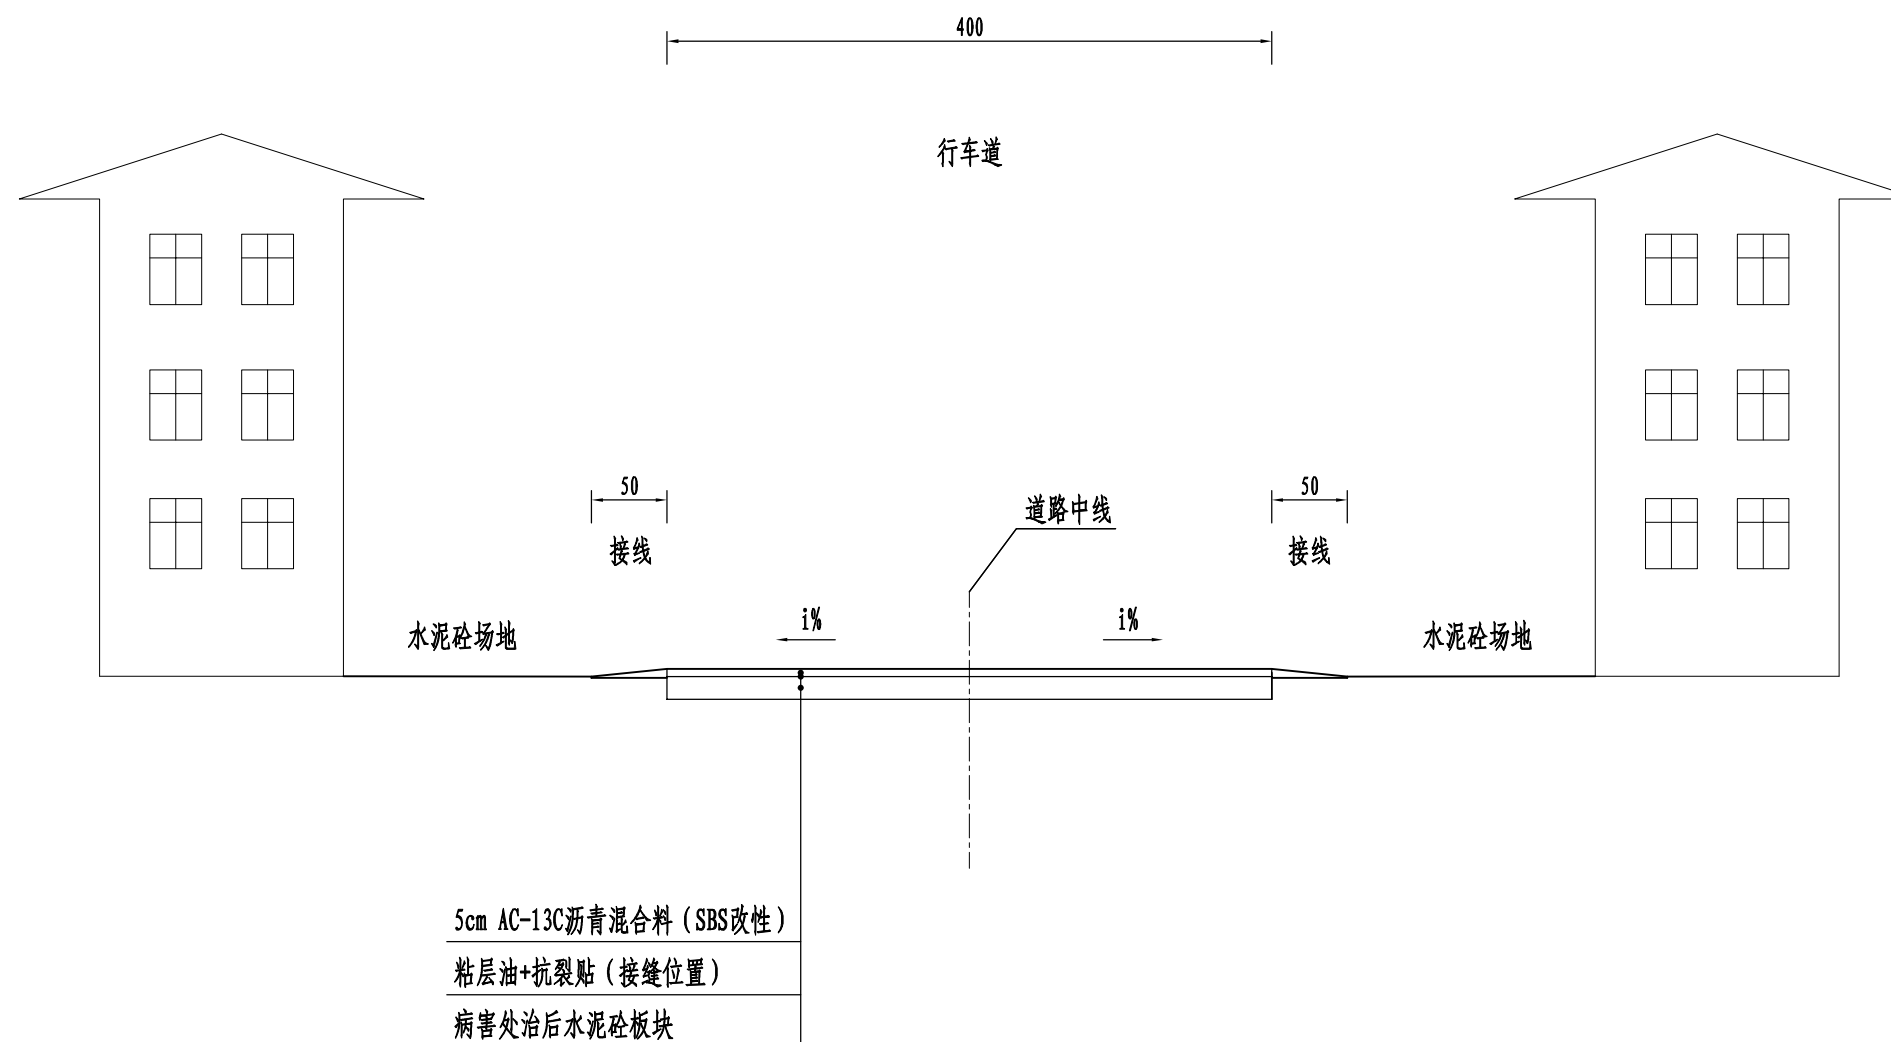 400
行车道
50
50
道路中线
接线
接线
i%
i%
水泥砼场地
水泥砼场地
5cm AC-13C沥青混合料（SBS改性）
粘层油+抗裂贴（接缝位置）
病害处治后水泥砼板块